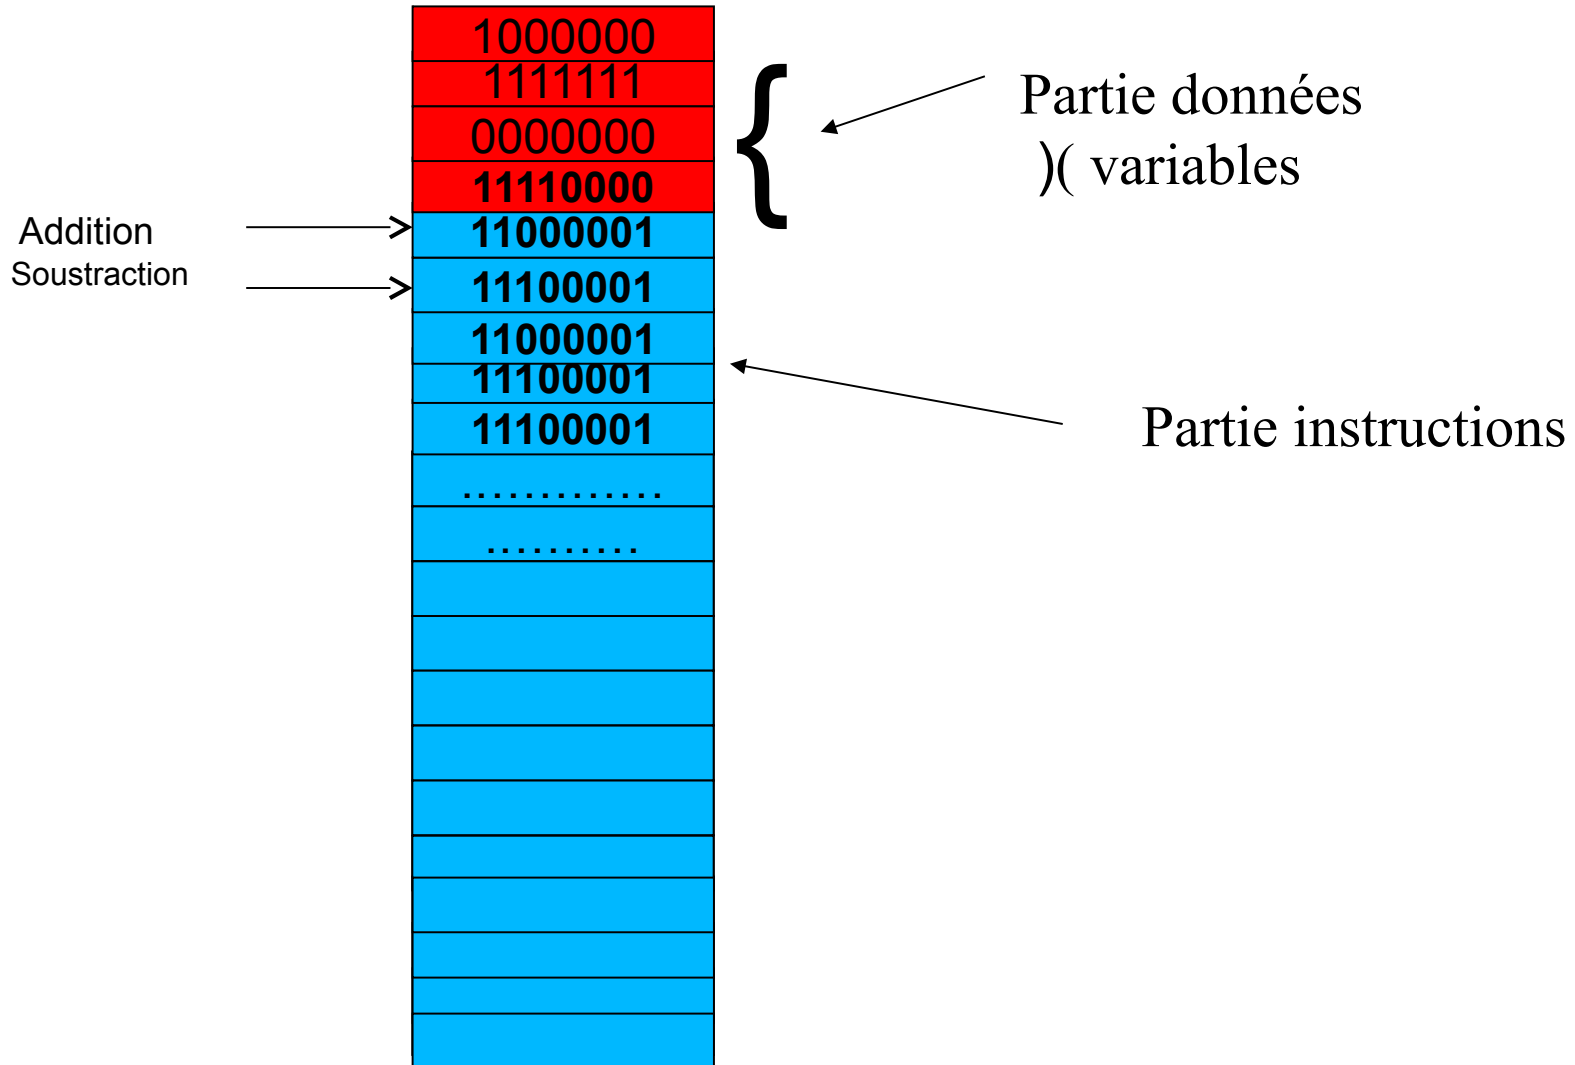 1000000
1111111
0000000
11110000
11000001
11100001
11000001
11100001
11100001
.............
..........
Addition
Soustraction
{
Partie données
)( variables
Partie instructions